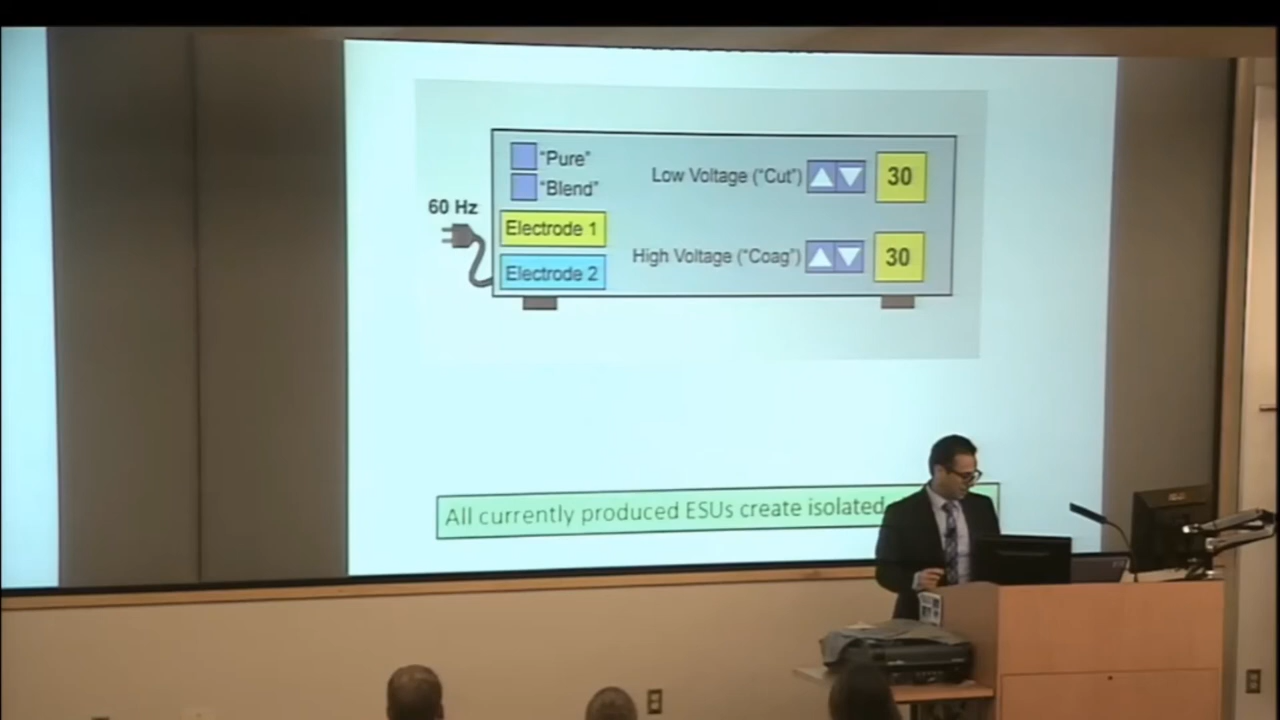 "Pure"
"Blend"
Low Voltage ("Cut")
30
60 Hz
Electrode 1
High Voltage ("Coag")
30
Electrode 2
All currently produced ESUs create isolated